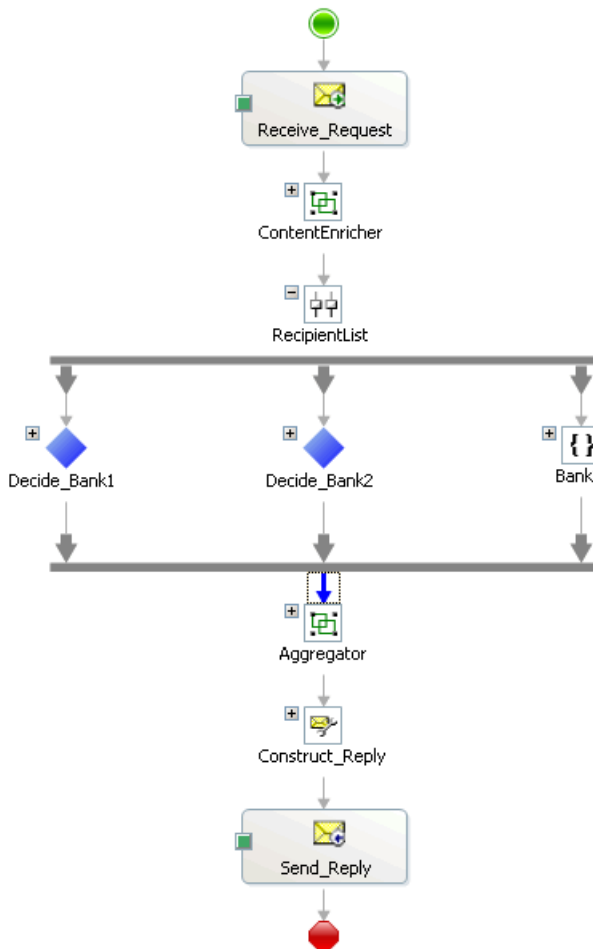 Receive_Request
ContentEnricher
RecipientList
Decide_Bank1
Decide_Bank2
Bank
Aggregator
Construct_Reply
Send_Reply